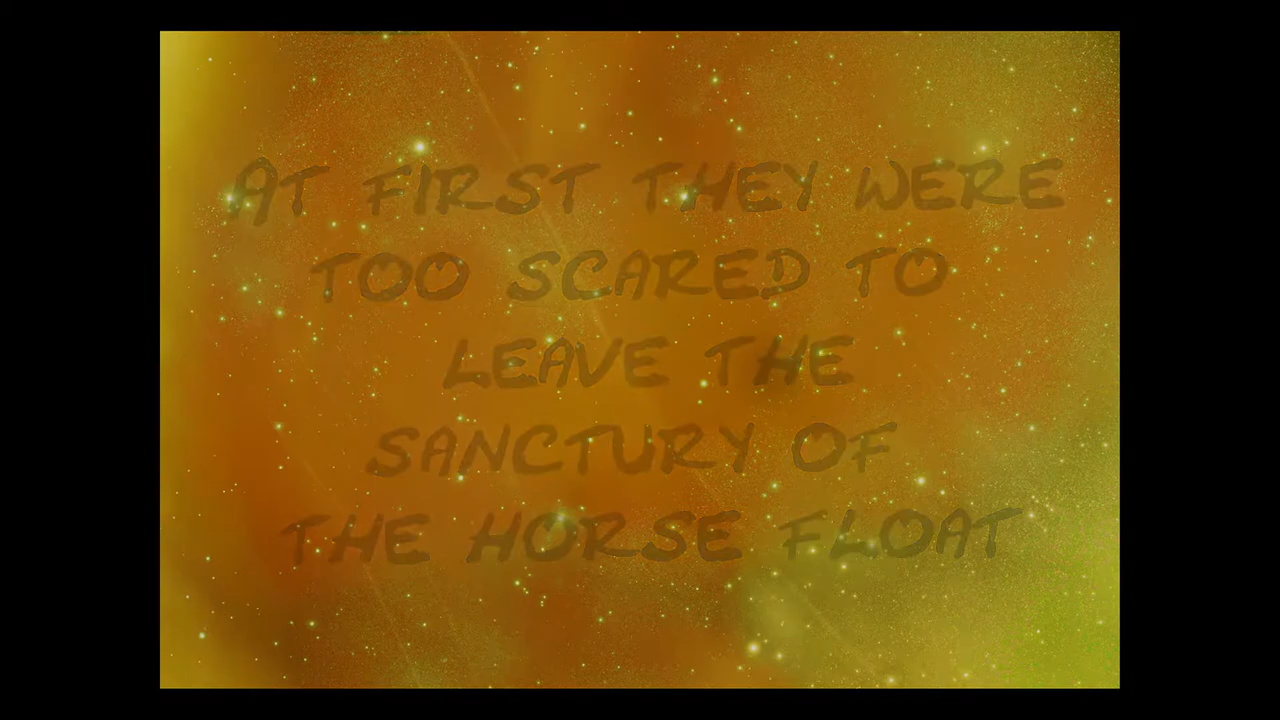 AT FIRST THEY WERE
TOO SCARED TO
LEAVE THE
SANCTURY OF
THE HORSE FLOAT